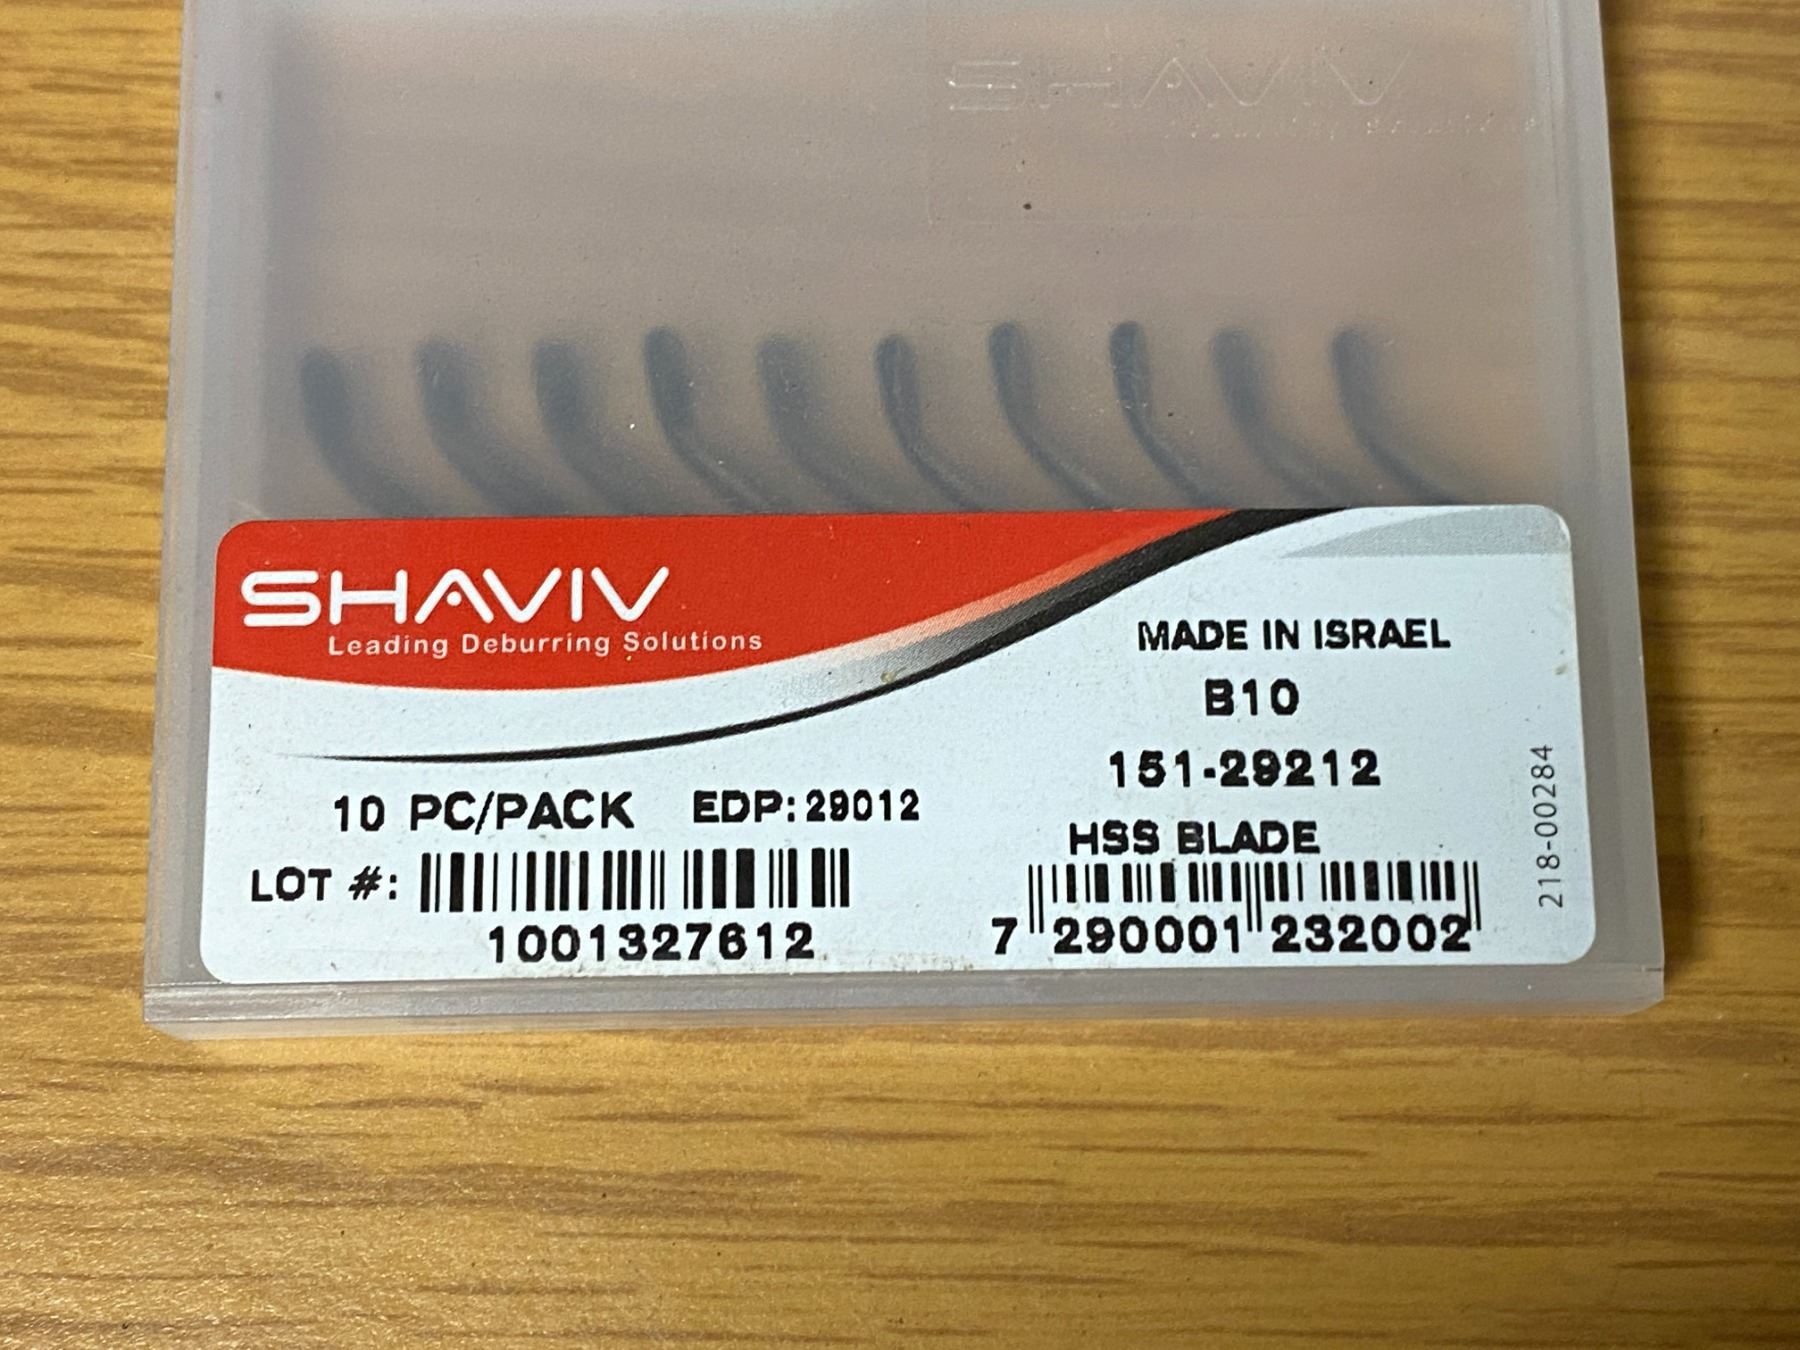 SHAVIV
SHAVIV
Leading Deburring Solutions
MADE IN ISRAEL
B10
151-29212
HSS BLADE
7 290001 232002
10 PC/PACK EDP:29012
LOT #:
1001327612
218-00284